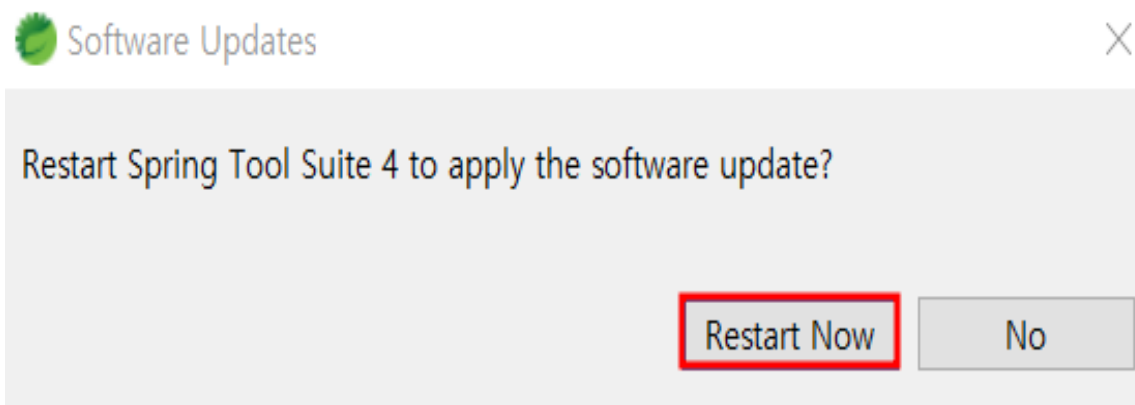 Software Updates
Restart Spring Tool Suite 4 to apply the software update?
Restart Now
No